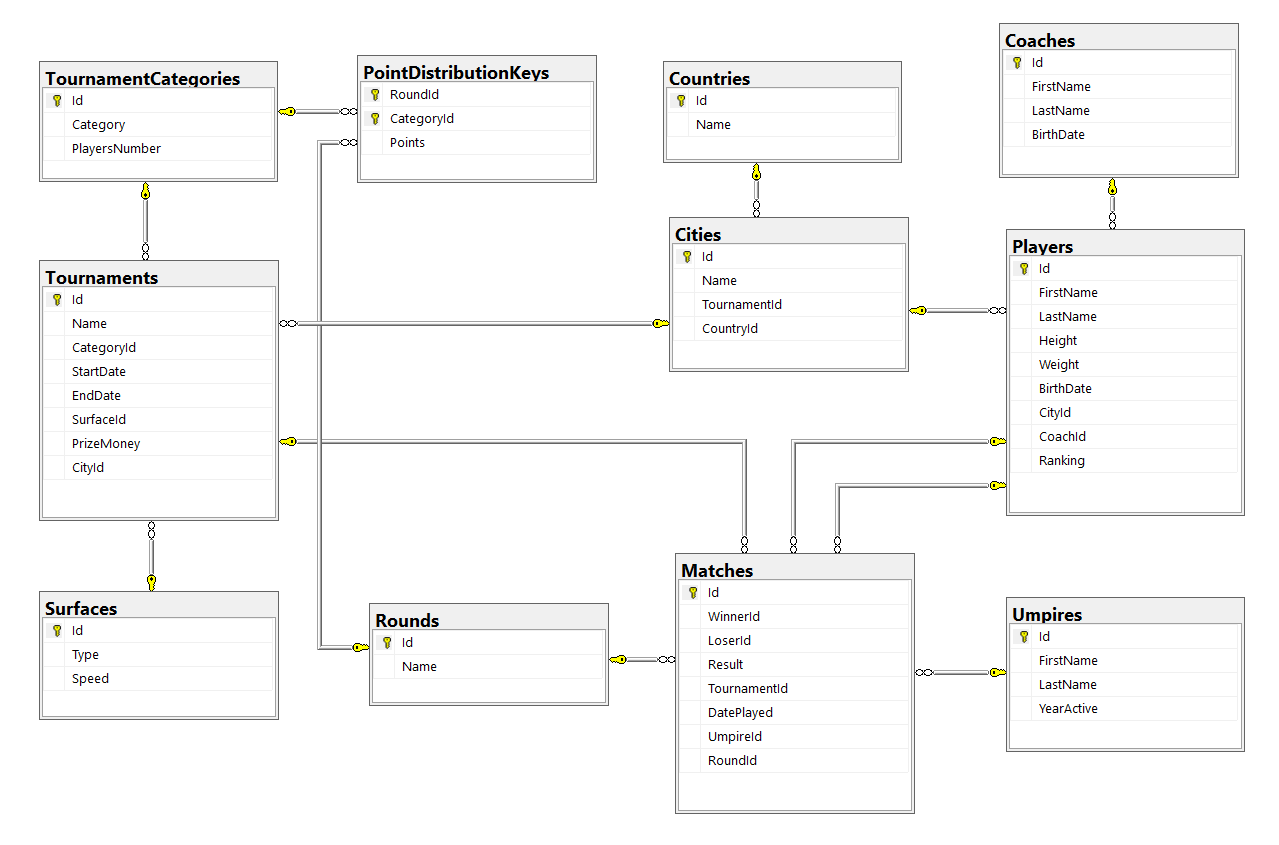 TournamentCategories
Id
Category
PlayersNumber
PointDistributionKeys
RoundId
CategoryId
Points
Countries
Id
Name
Coaches
Id
FirstName
LastName
BirthDate
Tournaments
Id
Name
CategoryId
StartDate
EndDate
SurfaceId
PrizeMoney
CityId
Cities
Id
Name
TournamentId
CountryId
Players
Id
FirstName
LastName
Height
Weight
BirthDate
CityId
CoachId
Ranking
Surfaces
Id
Type
Speed
Rounds
Id
Name
Matches
Id
WinnerId
LoserId
Result
TournamentId
DatePlayed
UmpireId
RoundId
Umpires
Id
FirstName
LastName
YearActive